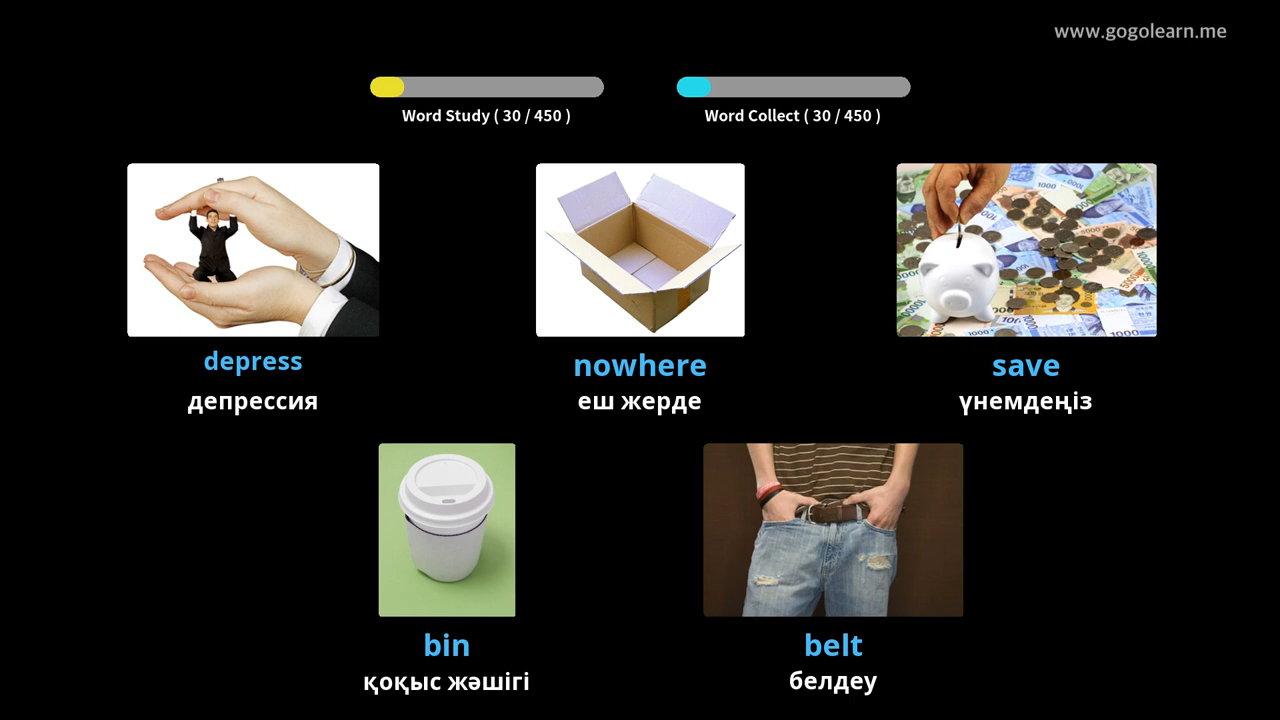 www.gogolearn.me
Word Study ( 30 / 450 )
Word Collect ( 30 / 450 )
depress
депрессия
nowhere
еш жерде
save
үнемдеңіз
bin
қоқыс жәшігі
belt
белдеу